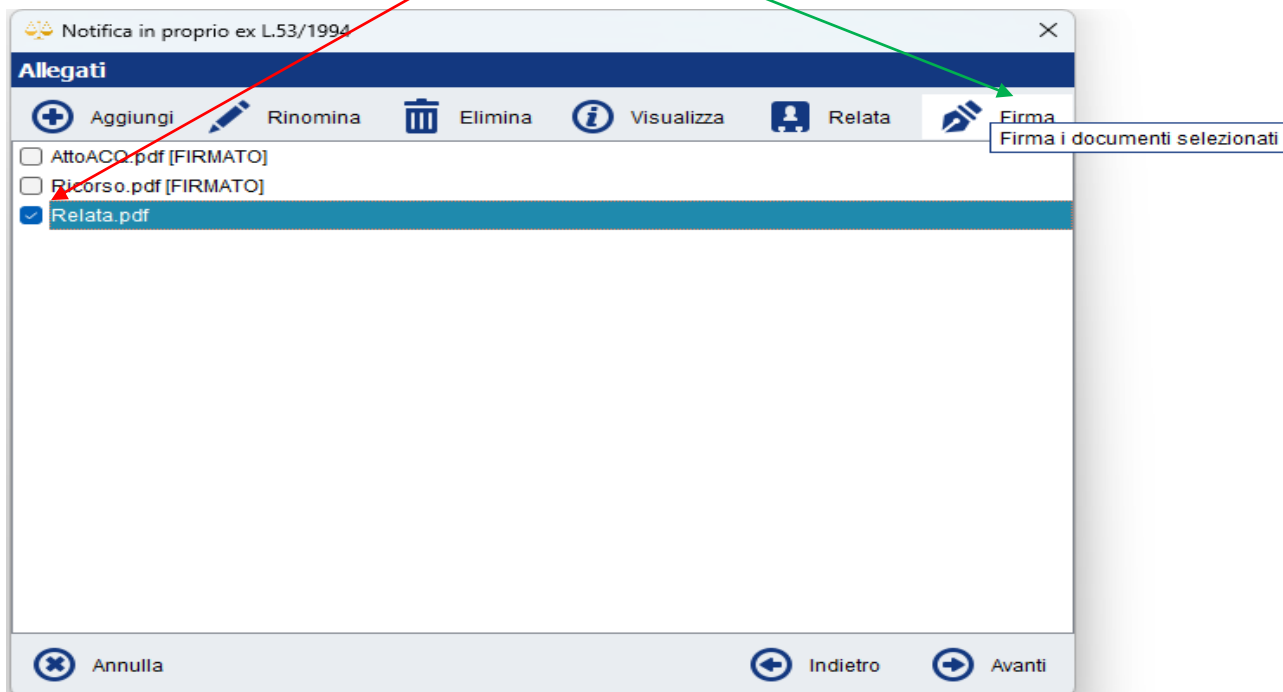 Notifica in proprio ex L.53/1994
Allegati
Aggiungi Rinomina Elimina Visualizza Relata Firma
Firma i documenti selezionati
AttoACQ.pdf [FIRMATO]
Ricorso.pdf [FIRMATO]
Relata.pdf
Annulla Indietro Avanti